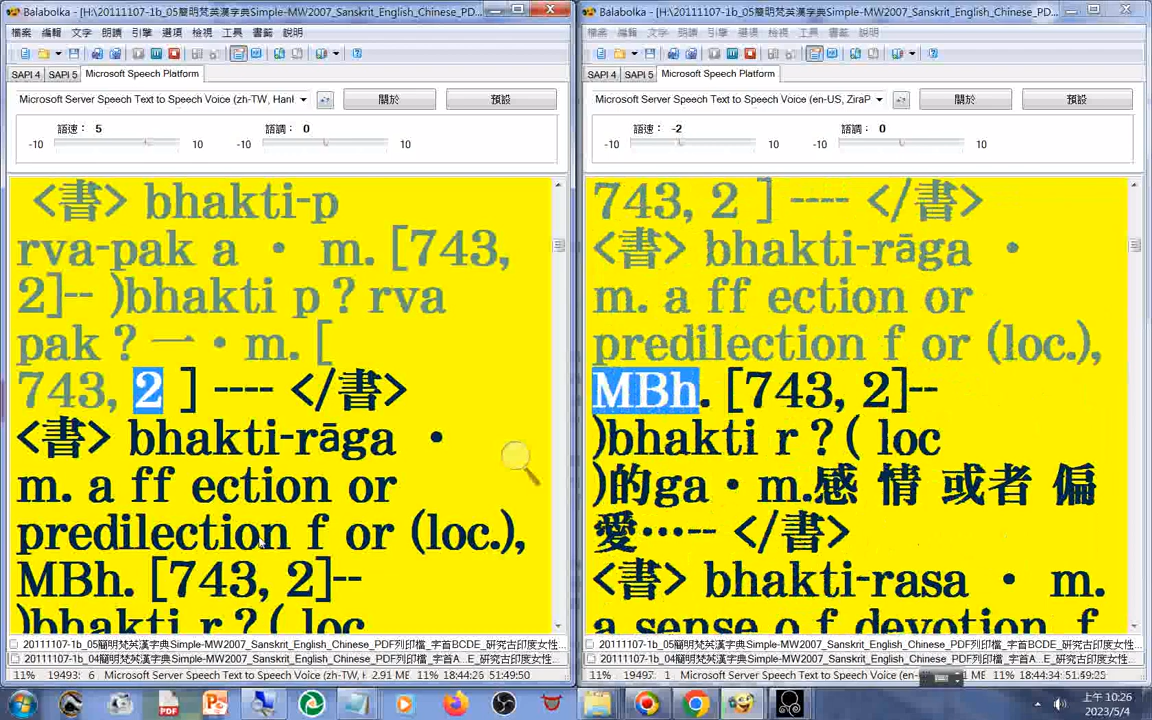 Balabolka - [H:\20111107-1b_05簡明梵英漢字典Simple-MW2007_Sanskrit_English_Chinese_PD...
檔案 編輯 文字 朗讀 引擎 選項 檢視 工具 書籤 說明
SAPI 4 SAPI 5 Microsoft Speech Platform
Microsoft Server Speech Text to Speech Voice (zh-TW, Hanl 關於 預設
語速： 5 語調： 0
-10 10 -10 10
<書> bhakti-p
rva-pak a • m. [743,
2]-- )bhakti p？rva
pak？一・m. [
743, 2 ] ---- </書>
<書> bhakti-rāga •
m. a ff ection or
predilection f or (loc.),
MBh. [743, 2]--
)bhakti r？( loc
20111107-1b_05簡明梵英漢字典Simple-MW2007_Sanskrit_English_Chinese_PDF列印檔_字首BCDE_研究古印度女性...
20111107-1b_04簡明梵英漢字典Simple-MW2007_Sanskrit_English_Chinese_PDF列印檔_字首A...E_研究古印度女性...
11% 19493: 6 Microsoft Server Speech Text to Speech Voice (zh-TW, 2.91 ME 11% 18:44:26 51:49:50
Balabolka - [H:\20111107-1b_05簡明梵英漢字典Simple-MW2007_Sanskrit_English_Chinese_PD...
檔案 編輯 文字 朗讀 引擎 選項 檢視 工具 書籤 說明
SAPI 4 SAPI 5 Microsoft Speech Platform
Microsoft Server Speech Text to Speech Voice (en-US, ZiraP 關於 預設
語速： -2 語調： 0
-10 10 -10 10
743, 2 ] ---- </書>
<書> bhakti-rāga •
m. a ff ection or
predilection f or (loc.),
MBh. [743, 2]--
)bhakti r？( loc
)的ga・m.感 情 或者 偏
愛…-- </書>
<書> bhakti-rasa • m.
a sense o f devotion f
20111107-1b_05簡明梵英漢字典Simple-MW2007_Sanskrit_English_Chinese_PDF列印檔_字首BCDE_研究古印度女性...
20111107-1b_04簡明梵英漢字典Simple-MW2007_Sanskrit_English_Chinese_PDF列印檔_字首A...E_研究古印度女性...
11% 19497: Microsoft Server Speech Text to Speech Voice 11% 18:44:34 51:49:25
上午 10:26
2023/5/4